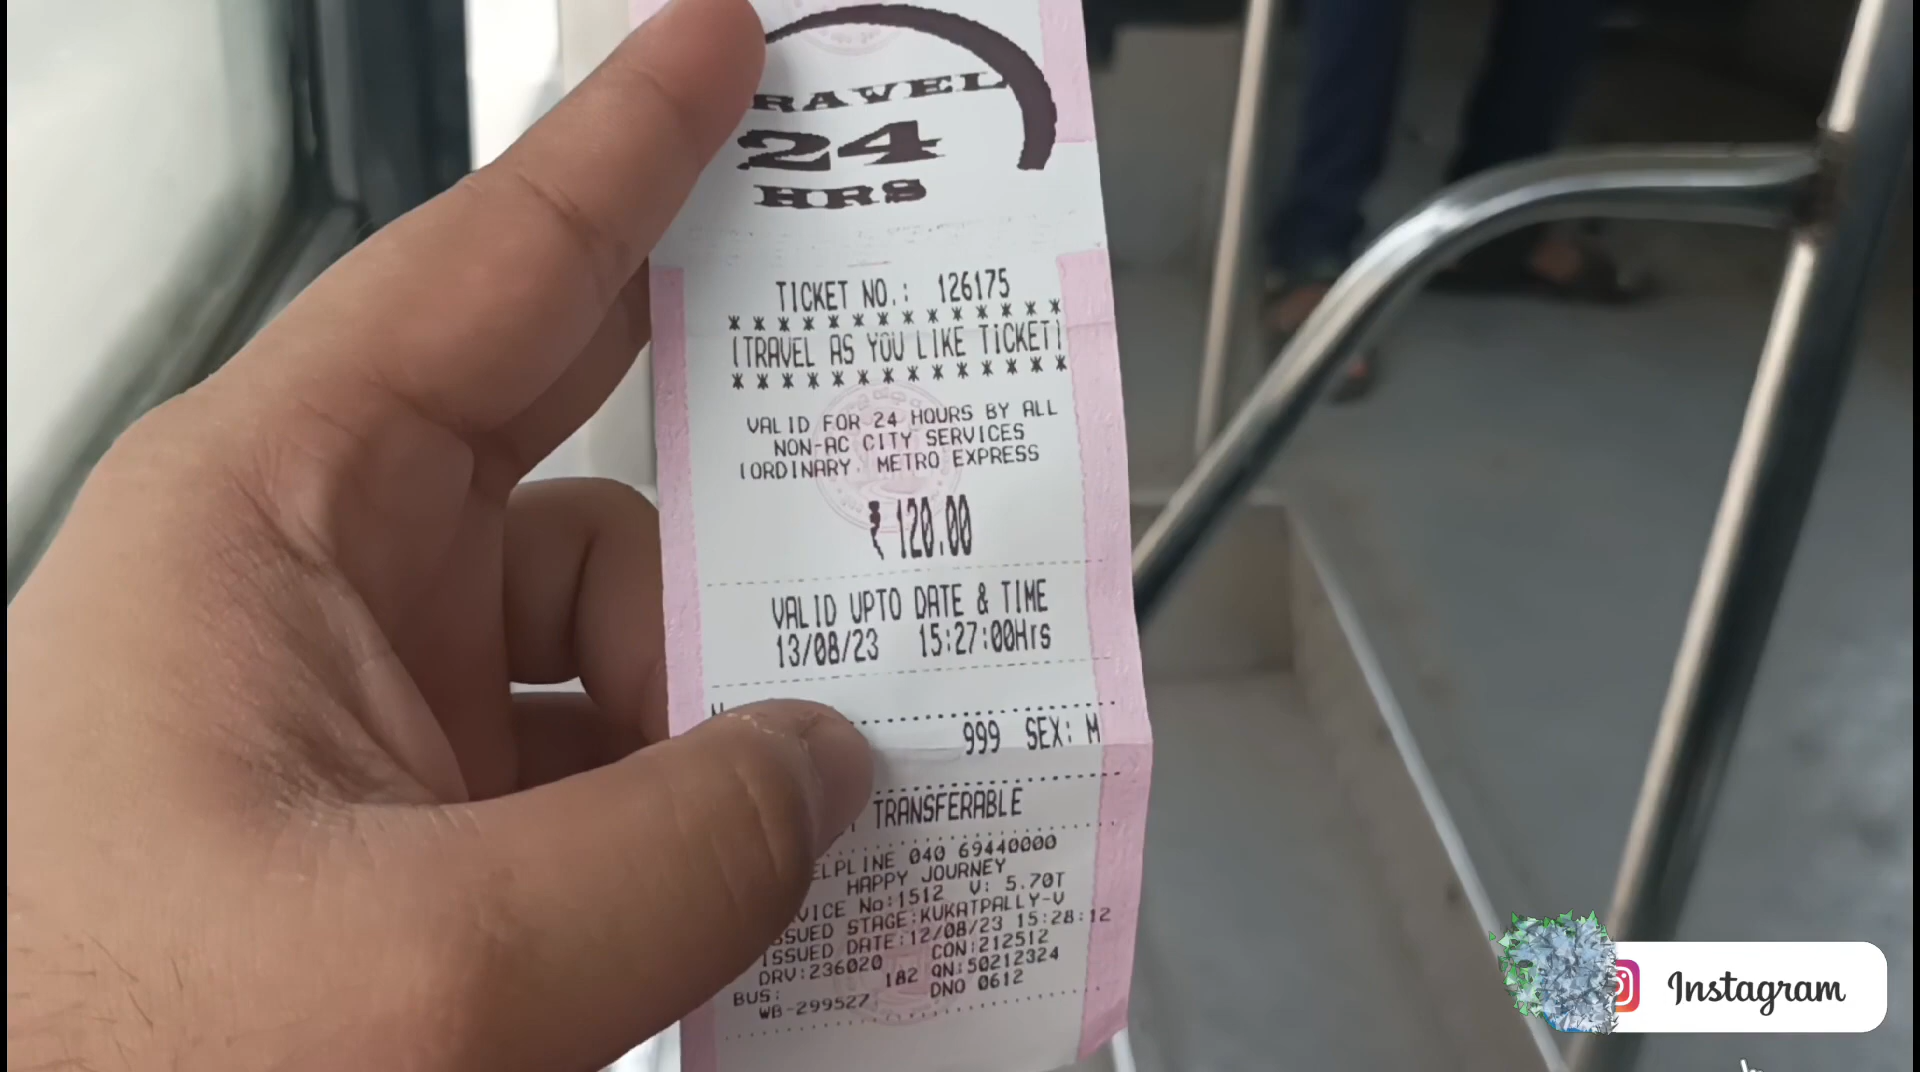 RAVEL
24
HRS
TICKET NO.: 126175
* * * * * * * * * * * * * *
(TRAVEL AS YOU LIKE TICKET)
* * * * * * * * * * * * * *
VALID FOR 24 HOURS BY ALL
NON-AC CITY SERVICES
(ORDINARY, METRO EXPRESS
₹ 120.00
VALID UPTO DATE & TIME
13/08/23 15:27:00Hrs
999 SEX: M
TRANSFERABLE
ELPLINE 040 69440000
HAPPY JOURNEY
VICE No:1512 V: 5.70T
SSUED STAGE:KUKATPALLY-V
ISSUED DATE:12/08/23 15:28:12
DRV:236020 CON:212512
BUS: 182 QN:50212324
WB-299527 DNO 0612
Instagram